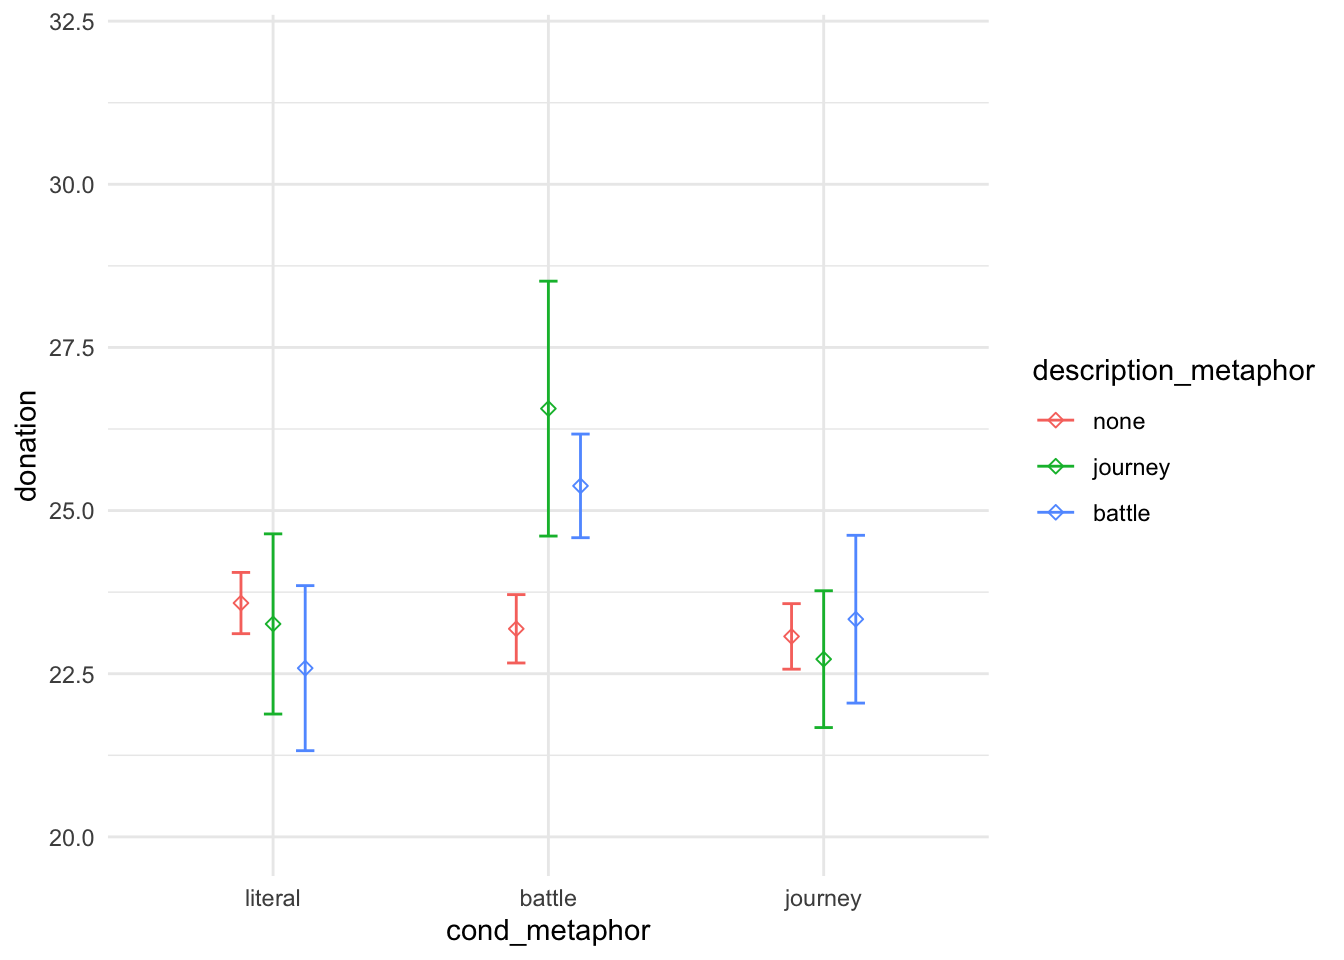 32.5
30.0
27.5
25.0
22.5
20.0
donation
literal
battle
journey
cond_metaphor
description_metaphor
none
journey
battle